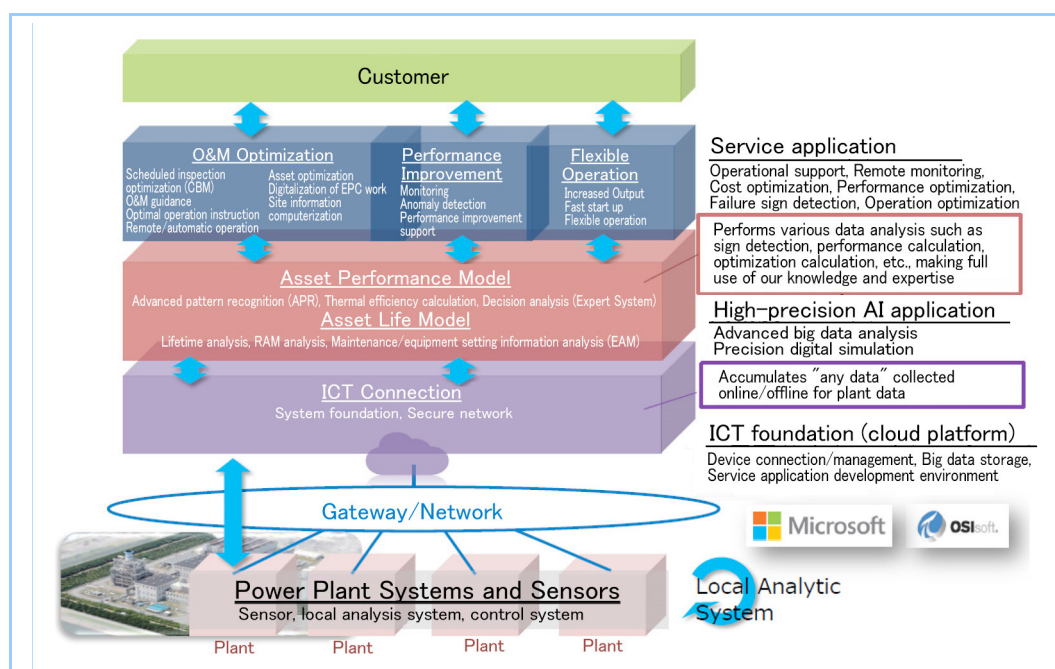 Customer
O&M Optimization
Scheduled inspection
optimization (CBM)
O&M guidance
Optimal operation instruction
Remote/automatic operation
Asset optimization
Digitalization of EPC work
Site information
computerization
Performance
Improvement
Monitoring
Anomaly detection
Performance improvement
support
Flexible
Operation
Increased Output
Fast start up
Flexible operation
Service application
Operational support, Remote monitoring,
Cost optimization, Performance optimization,
Failure sign detection, Operation optimization
Performs various data analysis such as
sign detection, performance calculation,
optimization calculation, etc., making full
use of our knowledge and expertise
Asset Performance Model
Advanced pattern recognition (APR), Thermal efficiency calculation, Decision analysis (Expert System)
Asset Life Model
Lifetime analysis, RAM analysis, Maintenance/equipment setting information analysis (EAM)
High-precision AI application
Advanced big data analysis
Precision digital simulation
ICT Connection
System foundation, Secure network
Accumulates "any data" collected
online/offline for plant data
ICT foundation (cloud platform)
Device connection/management, Big data storage,
Service application development environment
Gateway/Network
Microsoft
OSIsoft.
Power Plant Systems and Sensors
Sensor, local analysis system, control system
Plant
Plant
Plant
Plant
Local Analytic
System